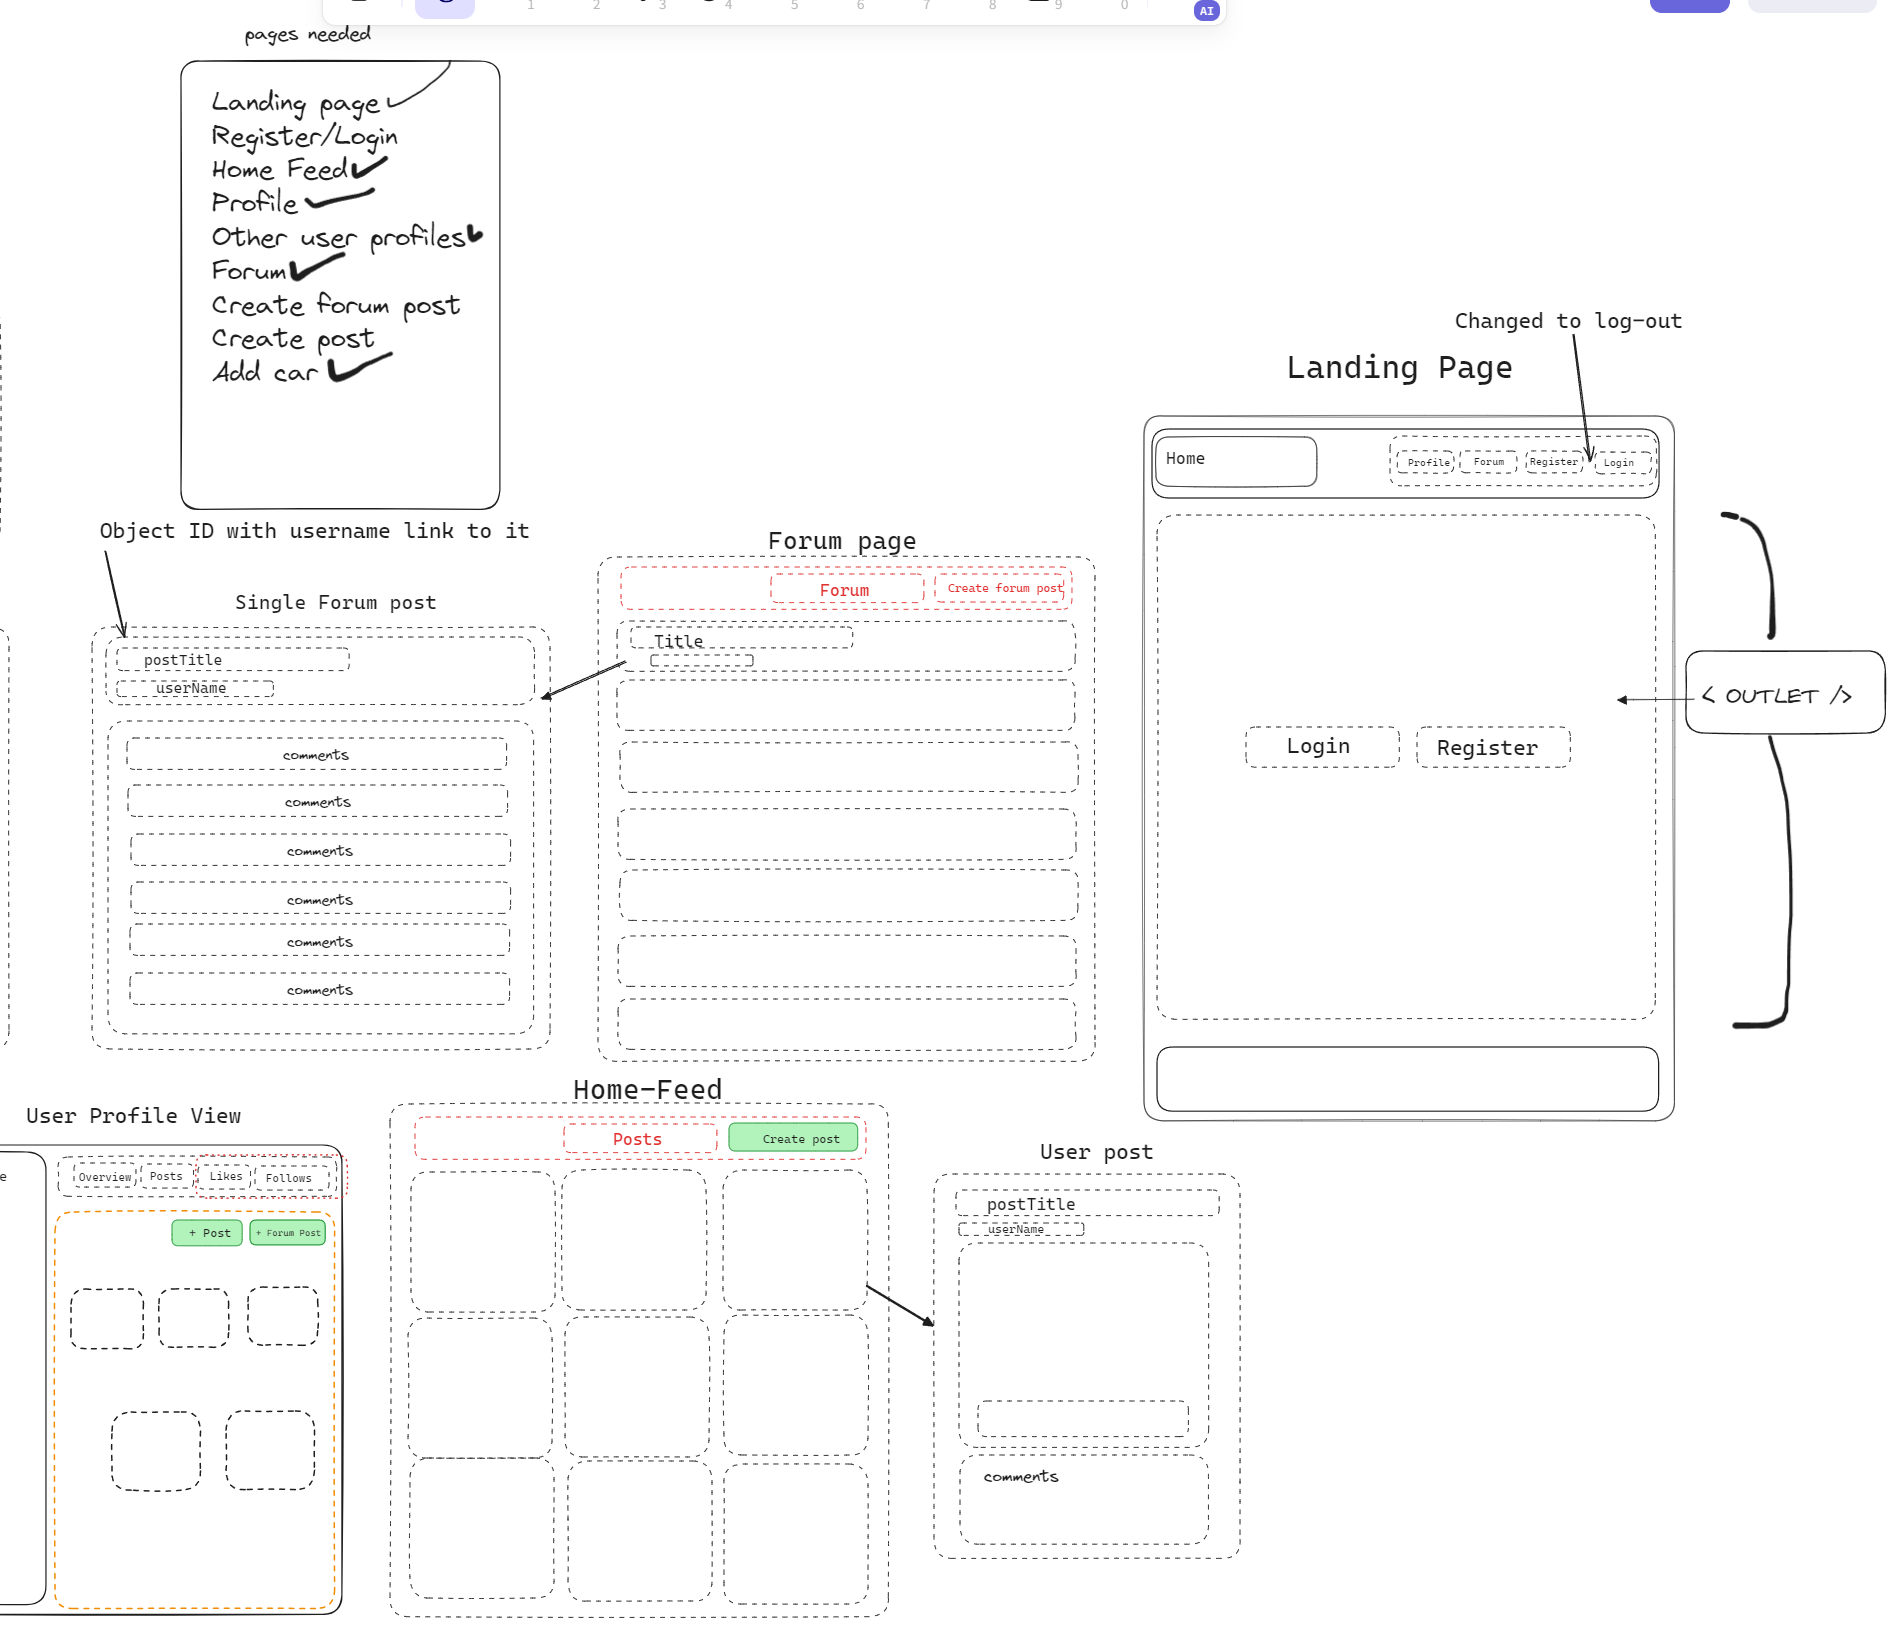 1
2
3
4
5
6
7
8
9
0
AI
pages needed
Landing page
Register/Login
Home Feed
Profile
Other user profiles
Forum
Create forum post
Create post
Add car
Changed to log-out
Landing Page
Home
Profile
Forum
Register
Login
Login
Register
< OUTLET />
Object ID with username link to it
Single Forum post
postTitle
userName
comments
comments
comments
comments
comments
comments
Forum page
Forum
Create forum post
Title
User Profile View
e
Overview
Posts
Likes
Follows
+ Post
+ Forum Post
Home-Feed
Posts
Create post
User post
postTitle
userName
comments